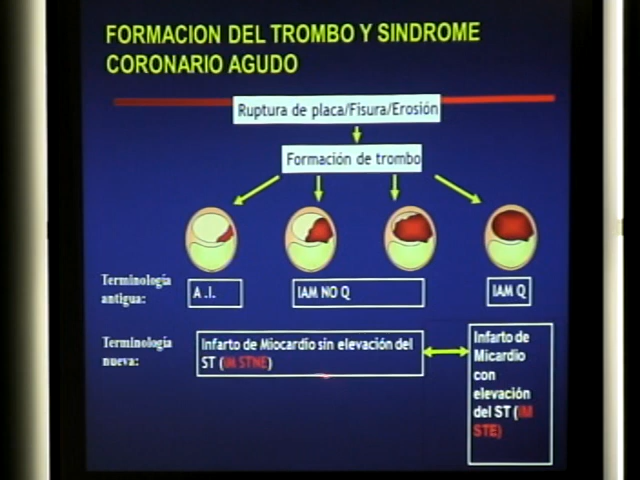 FORMACION DEL TROMBO Y SINDROME
CORONARIO AGUDO
Ruptura de placa/Fisura/Erosión
Formación de trombo
Terminología
antigua:
A .I.
IAM NO Q
IAM Q
Terminología
nueva:
Infarto de Miocardio sin elevación del
ST (IM STNE)
Infarto de
Micardio
con
elevación
del ST (IM
STE)